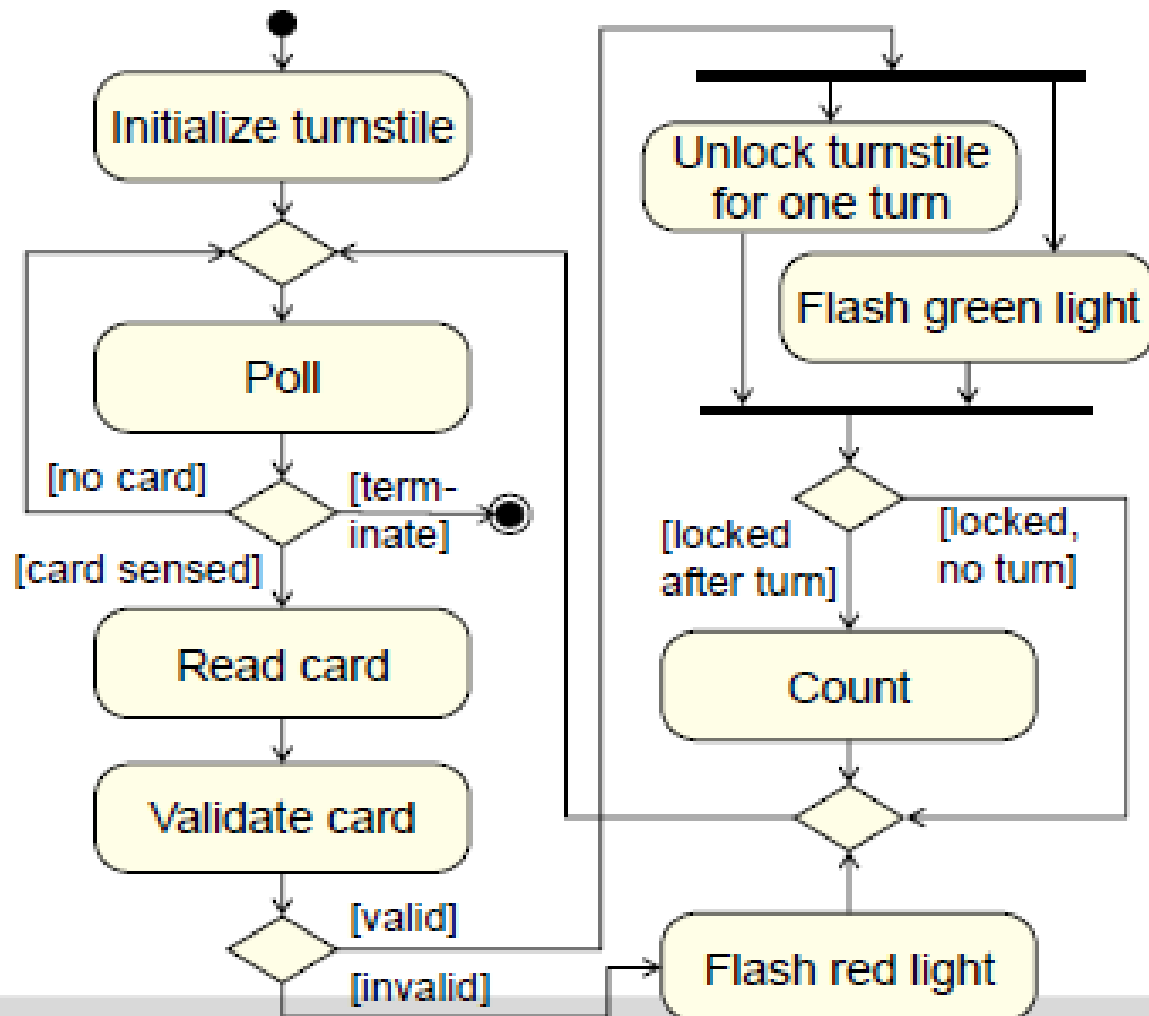 Initialize turnstile
Poll
[no card]
[term-
inate]
[card sensed]
Read card
Validate card
[valid]
[invalid]
Unlock turnstile
for one turn
Flash green light
[locked
after turn]
[locked,
no turn]
Count
Flash red light